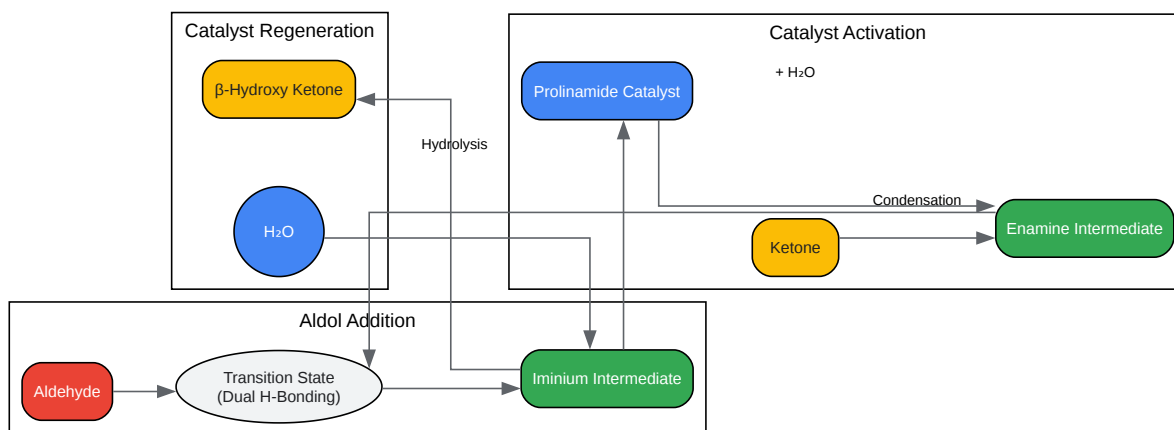 Catalyst Regeneration
Catalyst Activation
+ H₂O
β-Hydroxy Ketone
Prolinamide Catalyst
Hydrolysis
Condensation
H₂O
Ketone
Enamine Intermediate
Aldol Addition
Aldehyde
Transition State
(Dual H-Bonding)
Iminium Intermediate